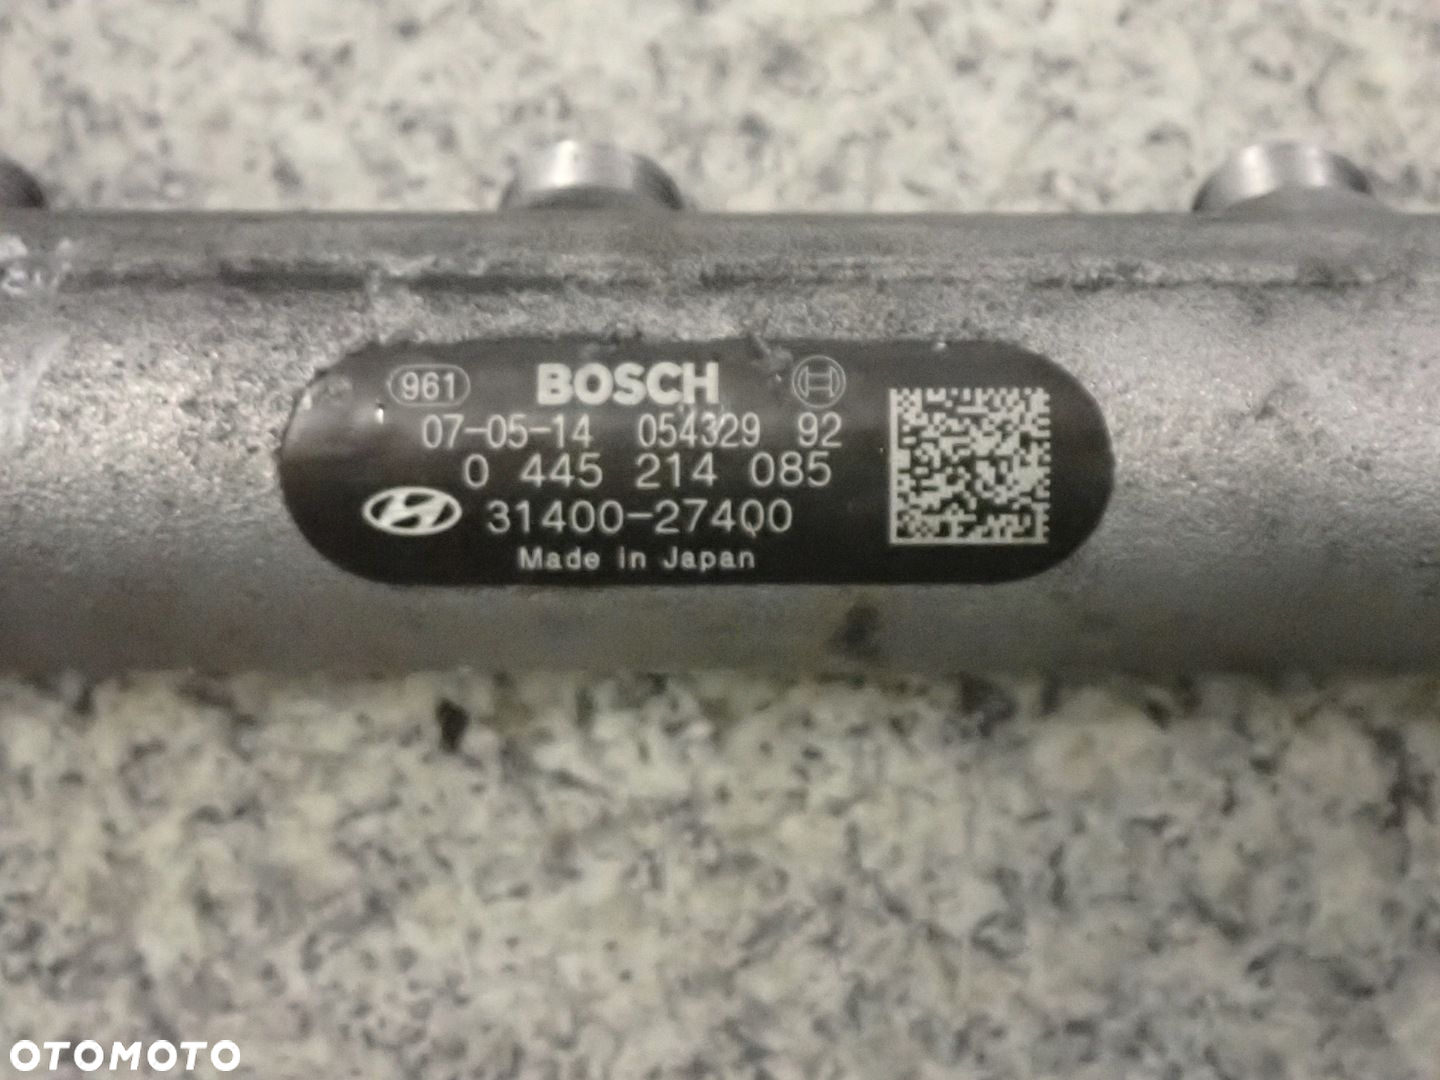 961 BOSCH
07-05-14 054329 92
0 445 214 085
31400-27400
Made in Japan
OTOMOTO